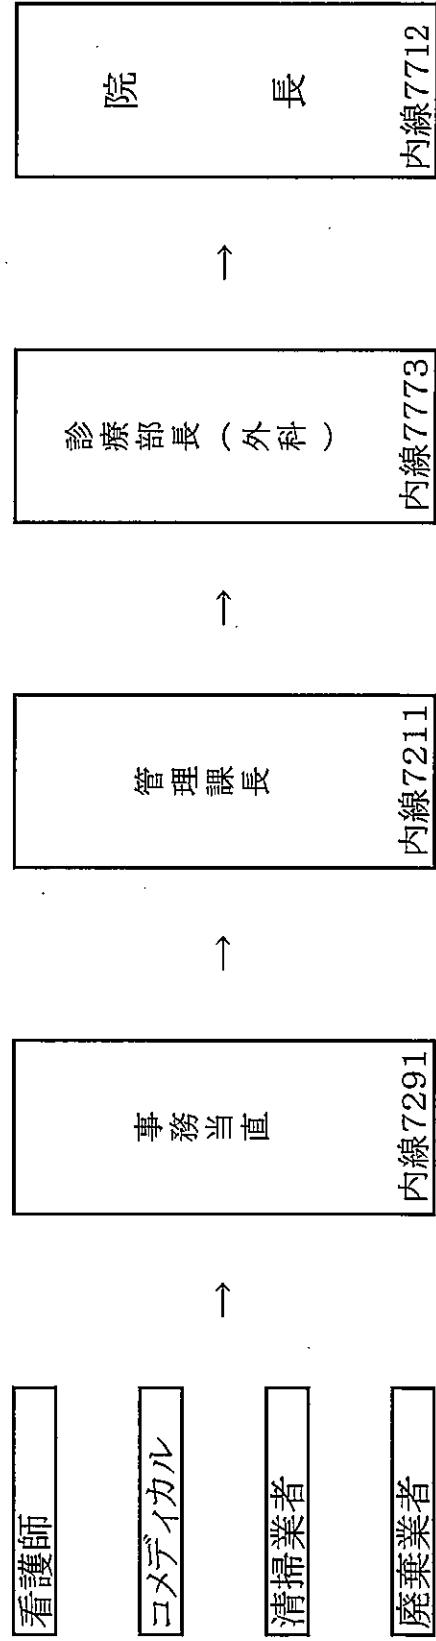 看護師
コメディカル
清掃業者
廃棄業者
→
事務当直
内線7291
→
管理課長
内線7211
→
診療部長(外科)
内線7773
→
院長
内線7712